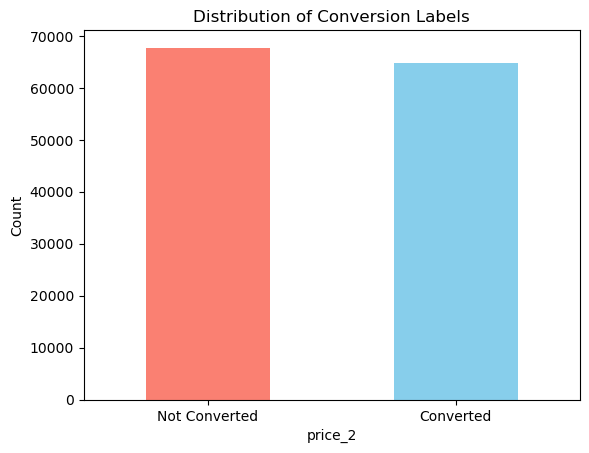 Distribution of Conversion Labels
70000
60000
50000
40000
30000
20000
10000
0
Count
Not Converted
Converted
price_2